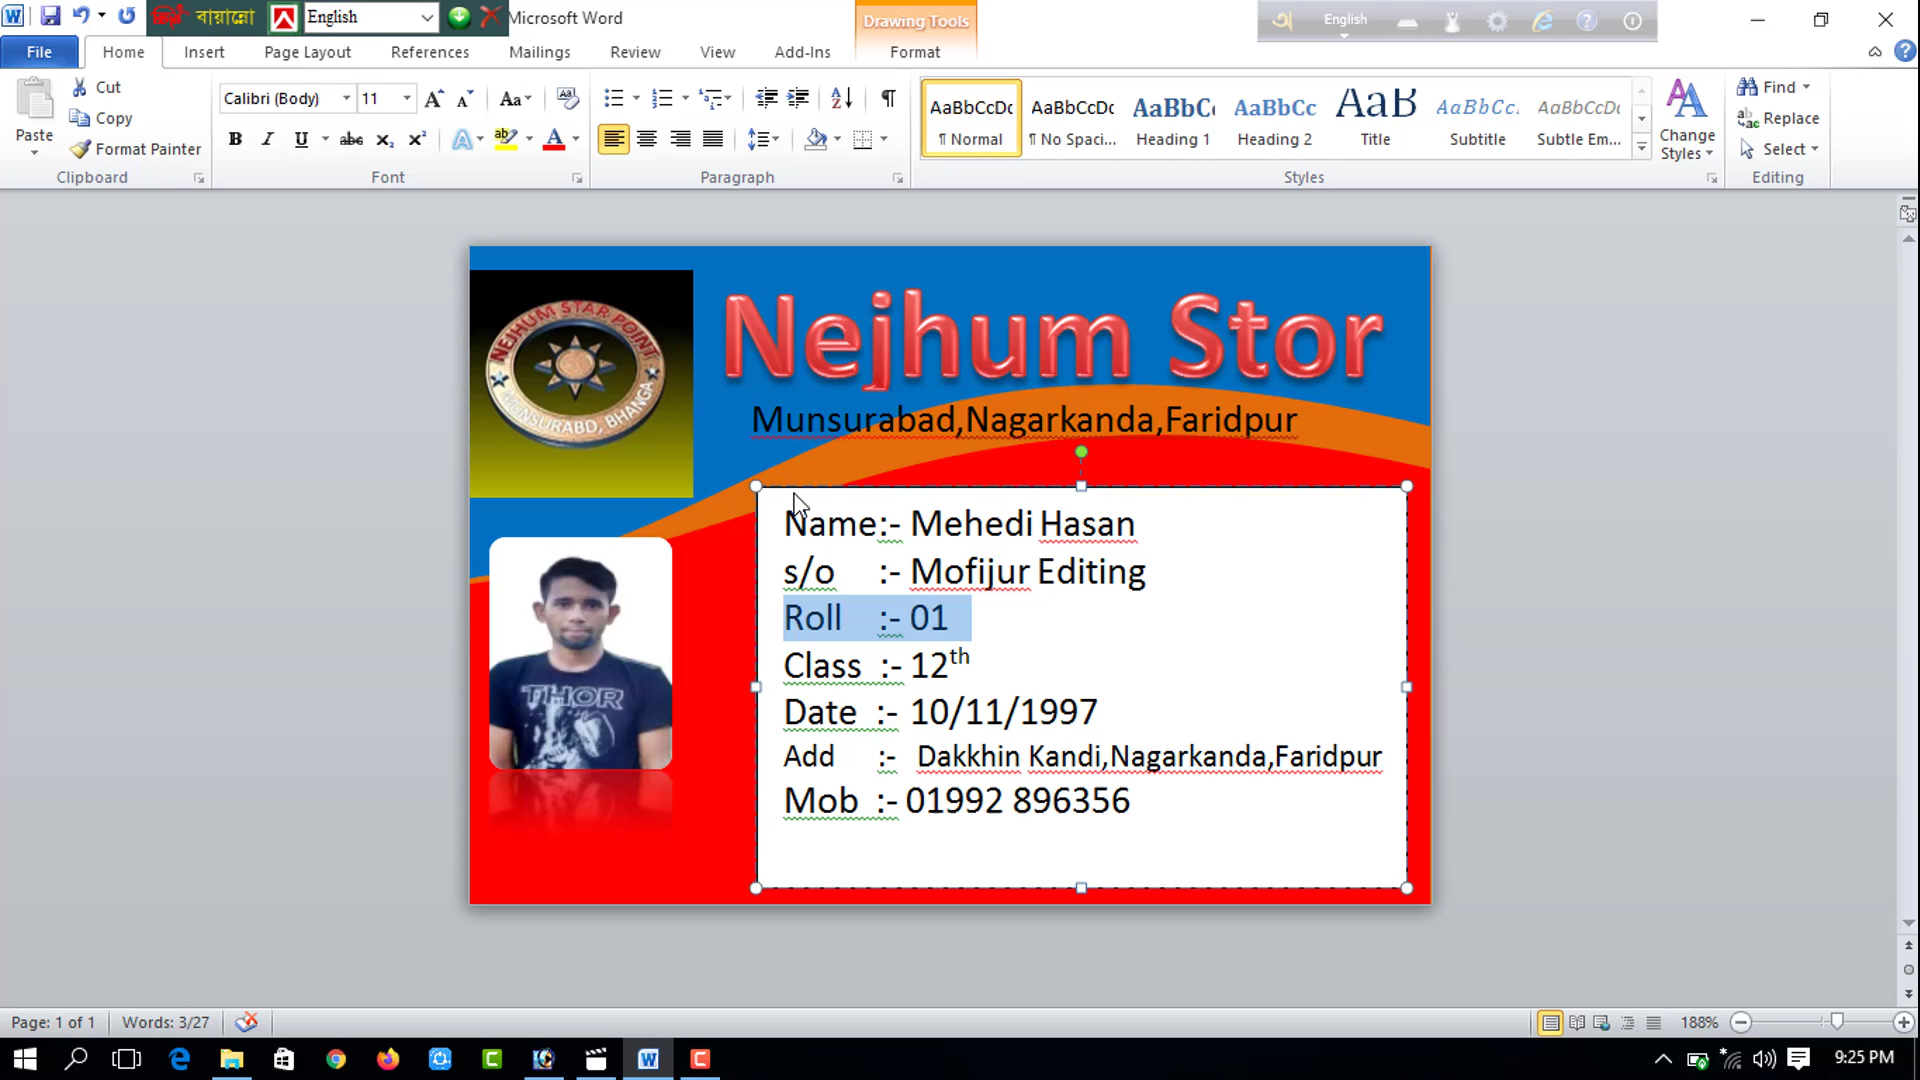 English
Microsoft Word
Drawing Tools
English
File
Home
Insert
Page Layout
References
Mailings
Review
View
Add-Ins
Format
Paste
Cut
Copy
Format Painter
Clipboard
Calibri (Body)
11
Font
Paragraph
AaBbCcDc
¶ Normal
AaBbCcDc
¶ No Spaci...
AaBbC
Heading 1
AaBbCc
Heading 2
AaB
Title
AaBbCc.
Subtitle
AaBbCcDc
Subtle Em...
Styles
Change
Styles
Find
Replace
Select
Editing
NEJHUM STAR POINT
MUNSURABD, BHANGA
Nejhum Stor
Munsurabad,Nagarkanda,Faridpur
Name:- Mehedi Hasan
s/o :- Mofijur Editing
Roll :- 01
Class :- 12th
Date :- 10/11/1997
Add :- Dakkhin Kandi,Nagarkanda,Faridpur
Mob :- 01992 896356
THOR
Page: 1 of 1
Words: 3/27
188%
9:25 PM